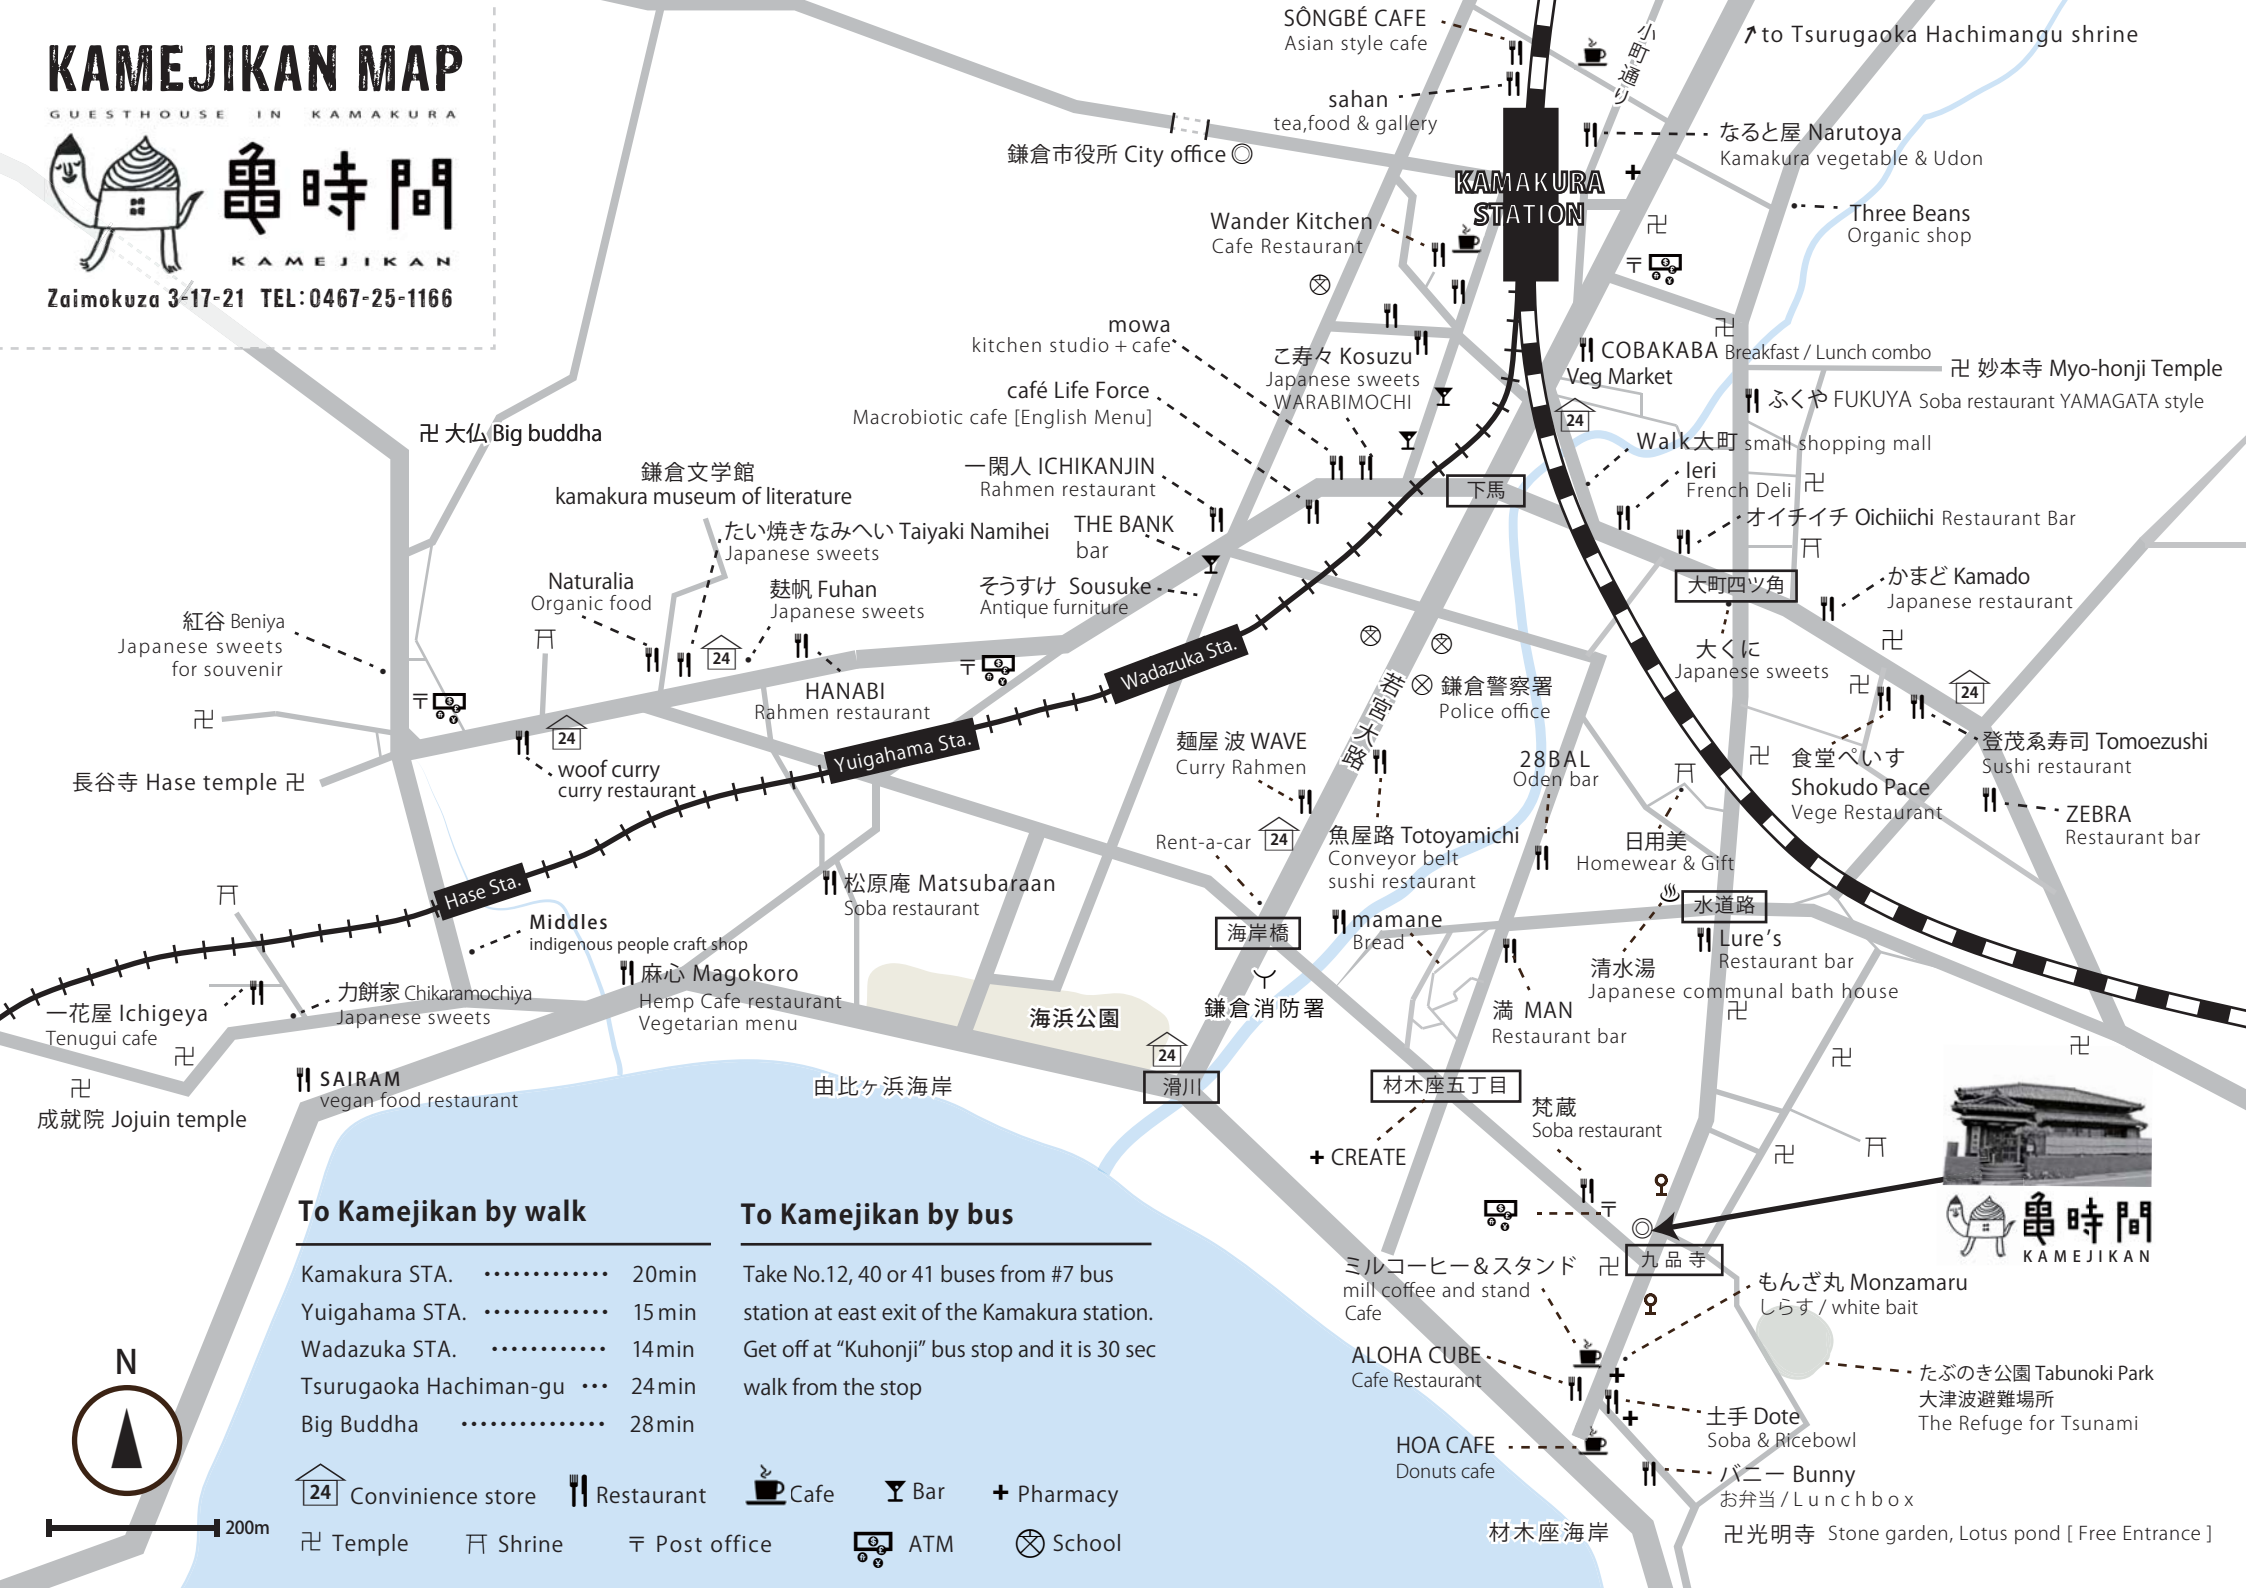 KAMEJIKAN MAP
GUESTHOUSE IN KAMAKURA
亀時間
KAMEJIKAN
Zaimokuza 3-17-21 TEL:0467-25-1166
SÔNGBÉ CAFE
Asian style cafe
sahan
tea,food & gallery
小町通り
↗to Tsurugaoka Hachimangu shrine
鎌倉市役所 City office ◎
なると屋 Narutoya
Kamakura vegetable & Udon
KAMAKURA
STATION
Three Beans
Organic shop
Wander Kitchen
Cafe Restaurant
mowa
kitchen studio + cafe
こ寿々 Kosuzu
Japanese sweets
WARABIMOCHI
café Life Force
Macrobiotic cafe [English Menu]
COBAKABA Breakfast / Lunch combo
Veg Market
卍 妙本寺 Myo-honji Temple
ふくや FUKUYA Soba restaurant YAMAGATA style
24
Walk大町 small shopping mall
Ieri
French Deli
卍 大仏 Big buddha
鎌倉文学館
kamakura museum of literature
一閑人 ICHIKANJIN
Rahmen restaurant
下馬
オイチイチ Oichiichi Restaurant Bar
たい焼きなみへい Taiyaki Namihei
Japanese sweets
THE BANK
bar
Naturalia
Organic food
麩帆 Fuhan
Japanese sweets
そうすけ Sousuke
Antique furniture
大町四ツ角
かまど Kamado
Japanese restaurant
紅谷 Beniya
Japanese sweets
for souvenir
24
Wadazuka Sta.
大くに
Japanese sweets
HANABI
Rahmen restaurant
若宮大路
鎌倉警察署
Police office
24
24
Yuigahama Sta.
麺屋 波 WAVE
Curry Rahmen
28BAL
Oden bar
食堂ぺいす
Shokudo Pace
Vege Restaurant
登茂ゑ寿司 Tomoezushi
Sushi restaurant
長谷寺 Hase temple 卍
woof curry
curry restaurant
ZEBRA
Restaurant bar
Rent-a-car
24
魚屋路 Totoyamichi
Conveyor belt
sushi restaurant
日用美
Homewear & Gift
Hase Sta.
松原庵 Matsubaraan
Soba restaurant
Middles
indigenous people craft shop
海岸橋
mamane
Bread
水道路
Lure's
Restaurant bar
麻心 Magokoro
Hemp Cafe restaurant
Vegetarian menu
清水湯
Japanese communal bath house
一花屋 Ichigeya
Tenugui cafe
力餅家 Chikaramochiya
Japanese sweets
海浜公園
鎌倉消防署
満 MAN
Restaurant bar
24
SAIRAM
vegan food restaurant
由比ヶ浜海岸
滑川
材木座五丁目
成就院 Jojuin temple
梵蔵
Soba restaurant
+ CREATE
To Kamejikan by walk
Kamakura STA. ············· 20min
Yuigahama STA. ············· 15min
Wadazuka STA. ············ 14min
Tsurugaoka Hachiman-gu ··· 24min
Big Buddha ··············· 28min
To Kamejikan by bus
Take No.12, 40 or 41 buses from #7 bus
station at east exit of the Kamakura station.
Get off at “Kuhonji” bus stop and it is 30 sec
walk from the stop
亀時間
KAMEJIKAN
九品寺
ミルコーヒー＆スタンド
mill coffee and stand
Cafe
もんざ丸 Monzamaru
しらす / white bait
ALOHA CUBE
Cafe Restaurant
たぶのき公園 Tabunoki Park
大津波避難場所
The Refuge for Tsunami
土手 Dote
Soba & Ricebowl
HOA CAFE
Donuts cafe
バニー Bunny
お弁当 / Lunchbox
材木座海岸
卍光明寺 Stone garden, Lotus pond [ Free Entrance ]
N
200m
24 Convinience store
Restaurant
Cafe
Bar
+ Pharmacy
卍 Temple
Shrine
〒 Post office
ATM
School